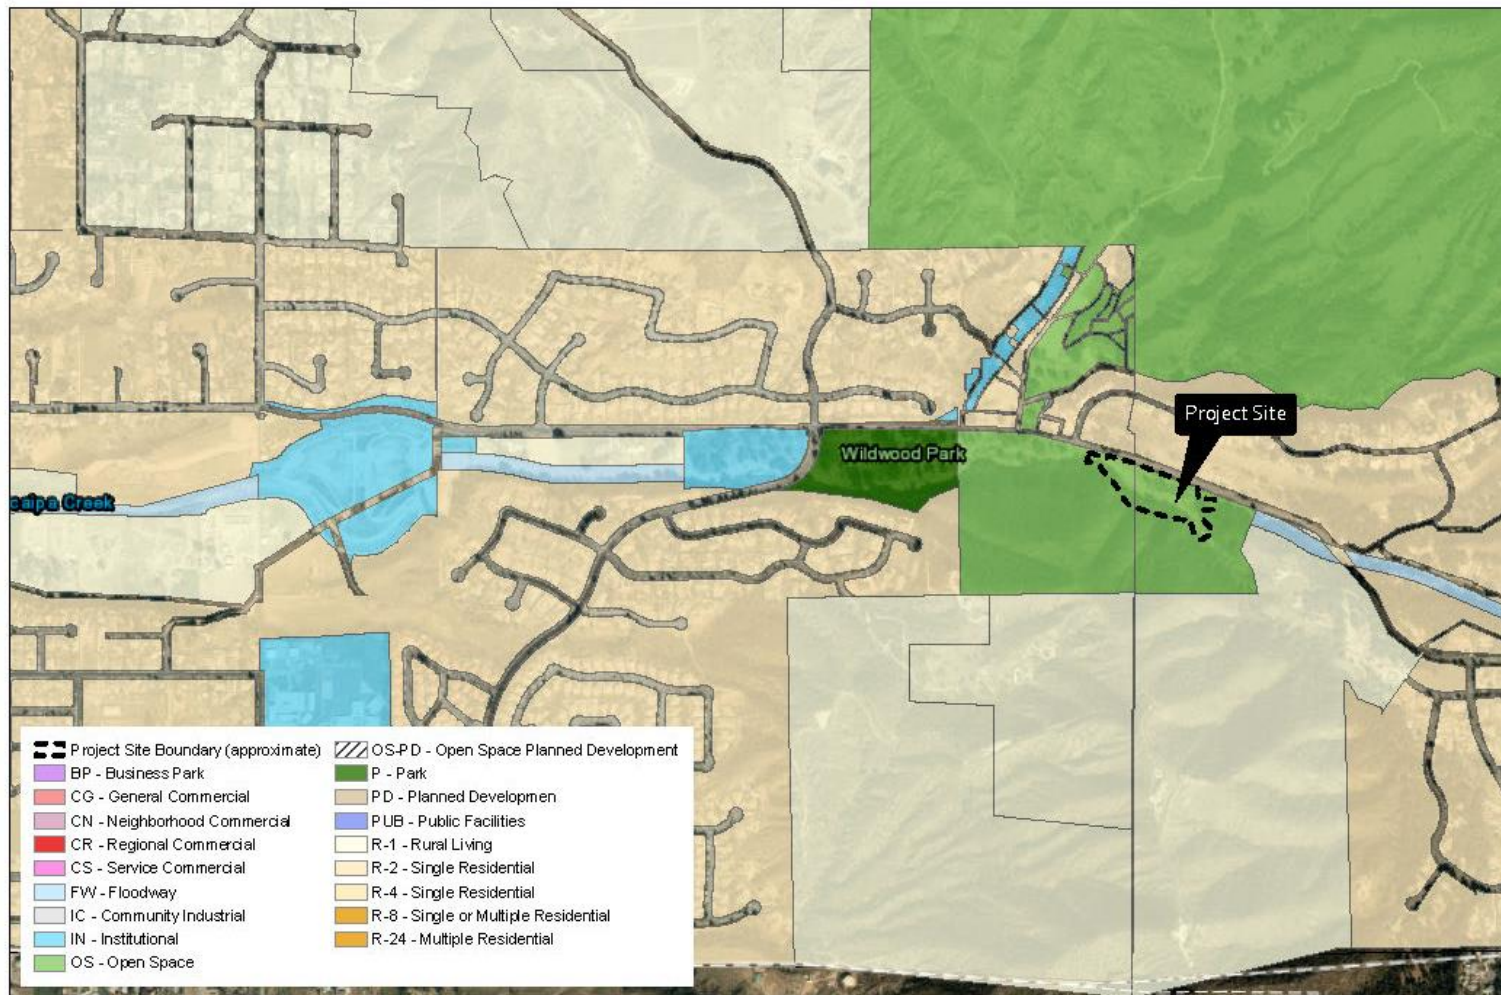 Project Site
Wildwood Park
caipa Creek
Project Site Boundary (approximate)
BP - Business Park
CG - General Commercial
CN - Neighborhood Commercial
CR - Regional Commercial
CS - Service Commercial
FW - Floodway
IC - Community Industrial
IN - Institutional
OS - Open Space
OS-PD - Open Space Planned Development
P - Park
PD - Planned Developmen
PUB - Public Facilities
R-1 - Rural Living
R-2 - Single Residential
R-4 - Single Residential
R-8 - Single or Multiple Residential
R-24 - Multiple Residential